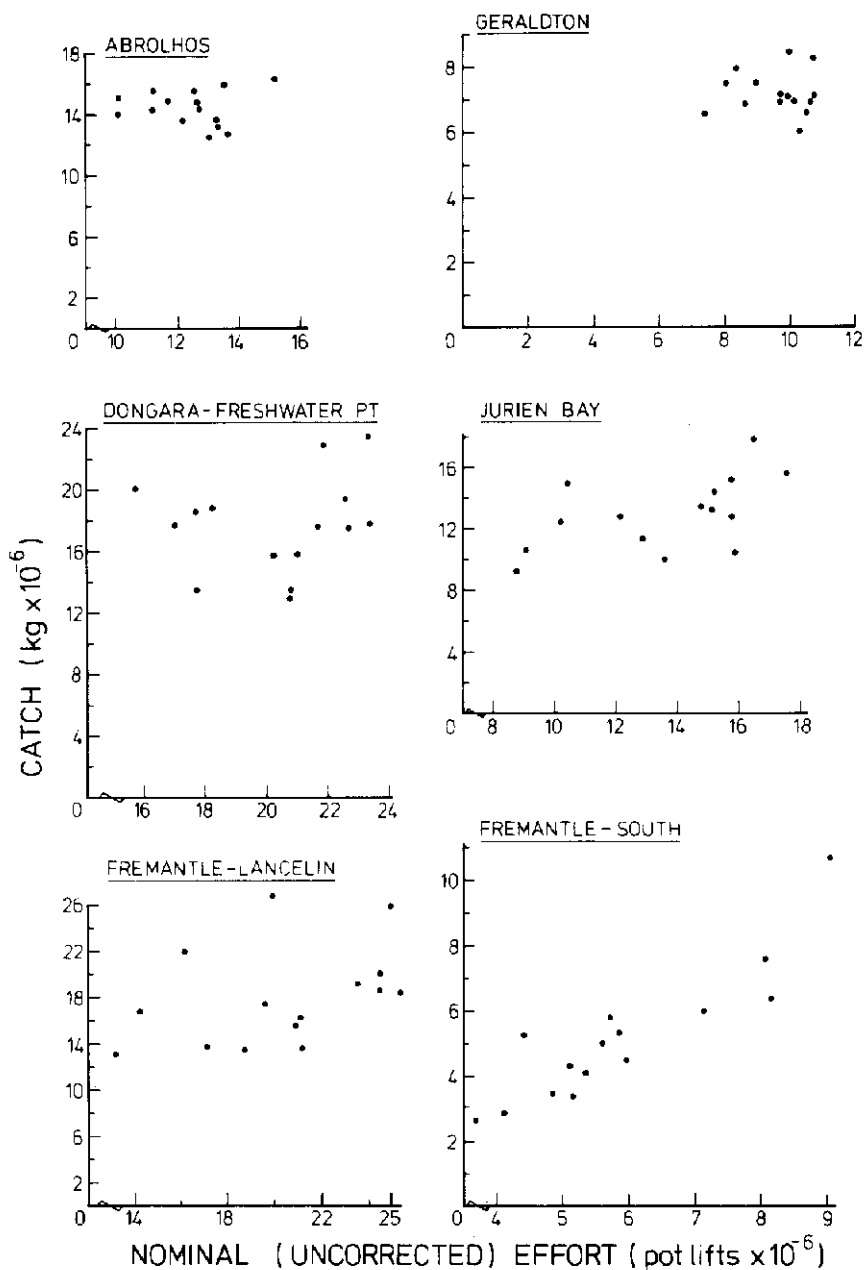 ABROLHOS
18
14
10
6
2
0 10 12 14 16
GERALDTON
8
6
4
2
0 2 4 6 8 10 12
DONGARA-FRESHWATER PT
24
20
16
12
8
4
0 16 18 20 22 24
JURIEN BAY
16
12
8
4
0 8 10 12 14 16 18
FREMANTLE-LANCELIN
26
22
18
14
10
6
2
0 14 18 22 25
FREMANTLE-SOUTH
10
8
6
4
2
0 4 5 6 7 8 9
CATCH (kg x10⁻⁶)
NOMINAL (UNCORRECTED) EFFORT (pot lifts x10⁻⁶)